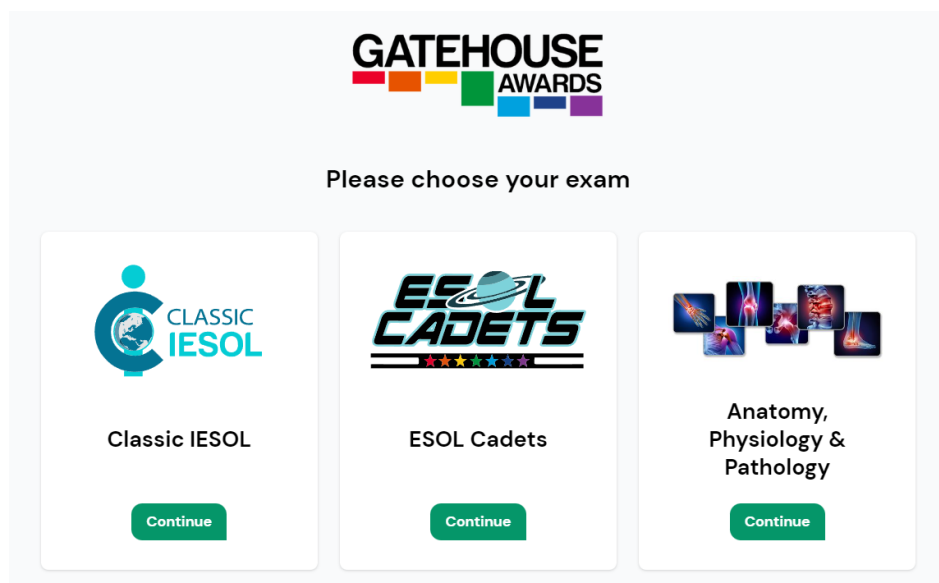 GATEHOUSE
AWARDS
Please choose your exam
CLASSIC
IESOL
Classic IESOL
Continue
ESOL
CADETS
ESOL Cadets
Continue
Anatomy,
Physiology &
Pathology
Continue